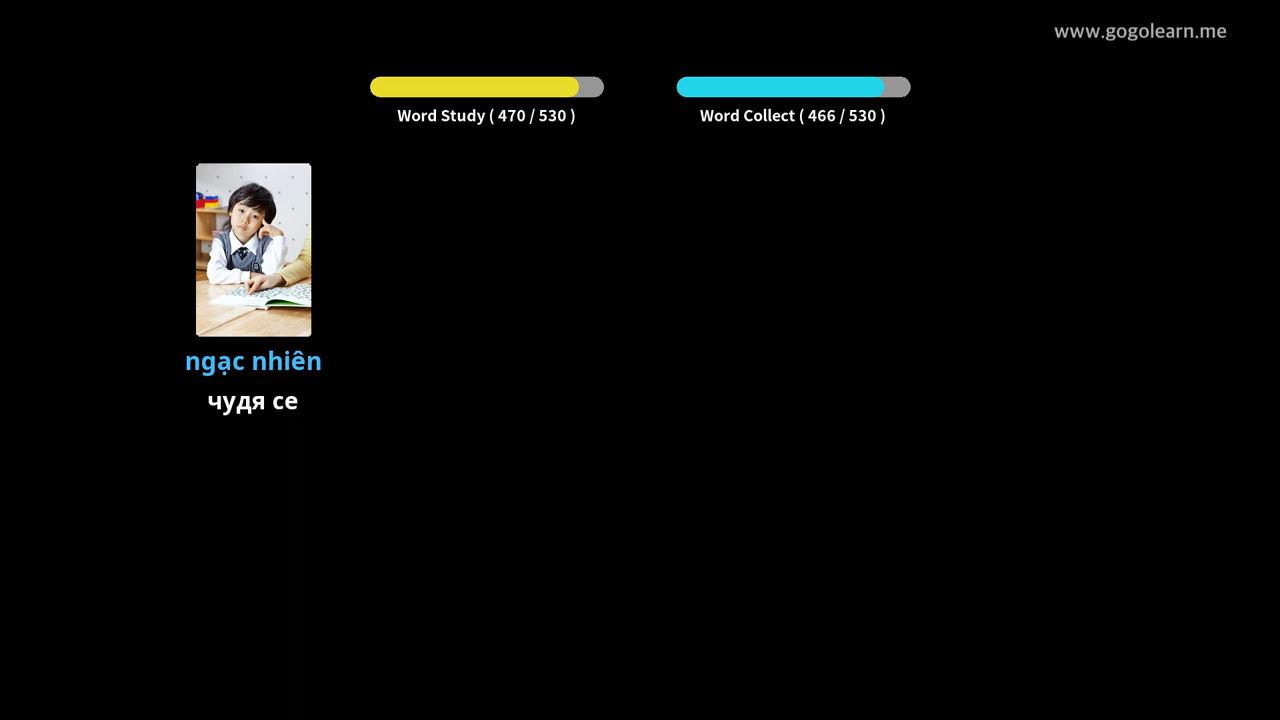 www.gogolearn.me
Word Study ( 470 / 530 )
Word Collect ( 466 / 530 )
ngạc nhiên
чудя се